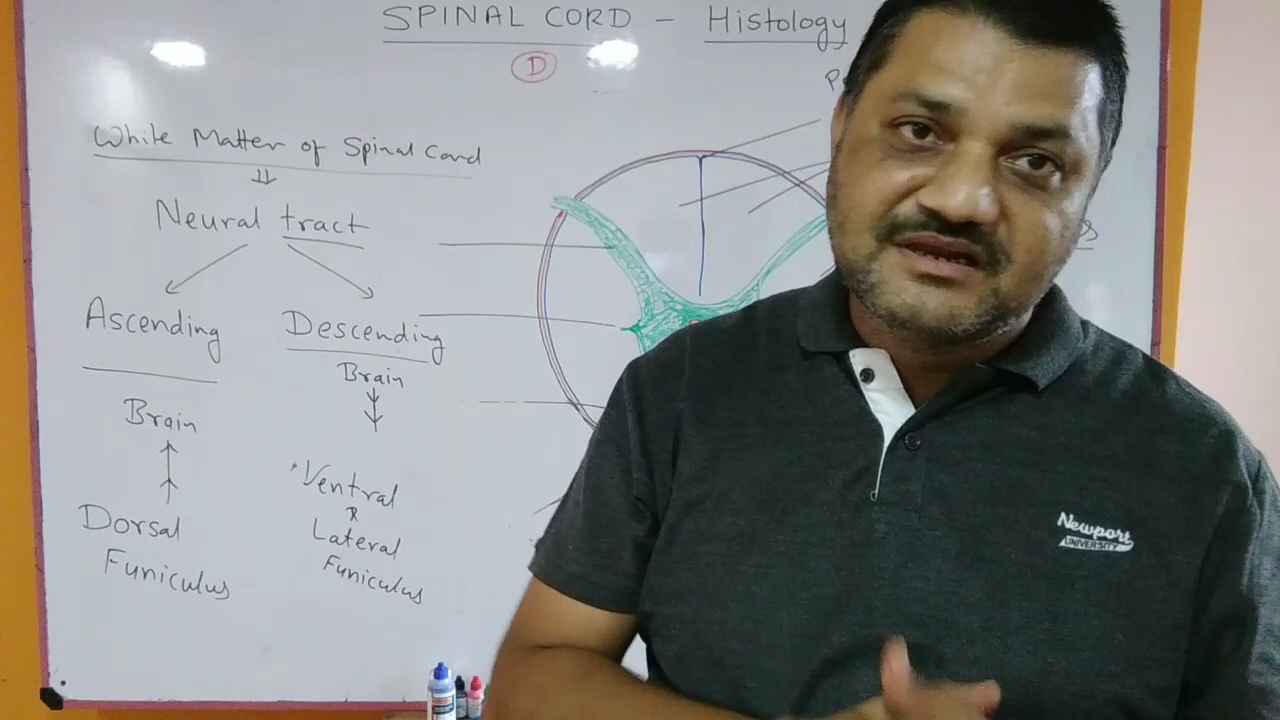 SPINAL CORD - Histology
D
White Matter of Spinal Cord
Neural tract
Ascending
Descending
Brain
Brain
Ventral
&
Lateral
Funiculus
Dorsal
Funiculus
Newport
UNIVERSITY